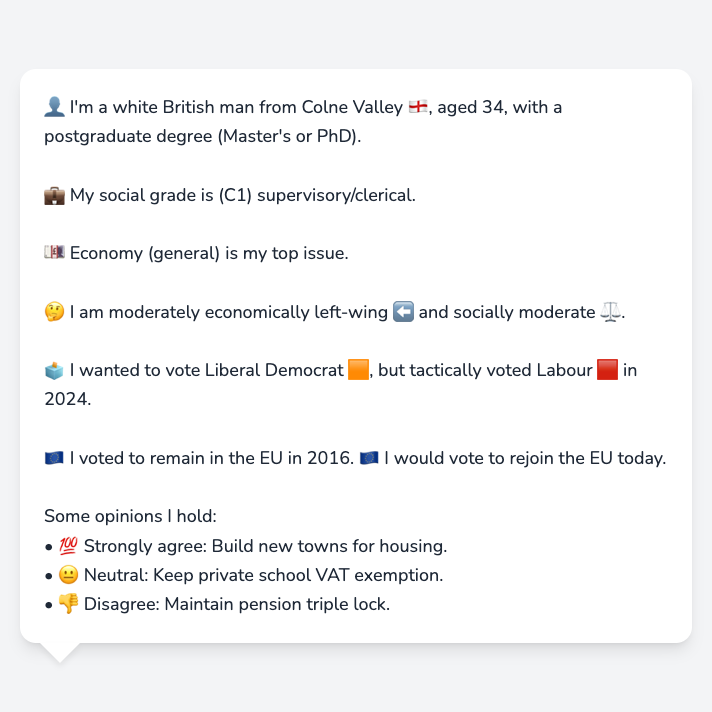 👤 I'm a white British man from Colne Valley 🏴󠁧󠁢󠁥󠁮󠁧󠁿, aged 34, with a
postgraduate degree (Master's or PhD).
💼 My social grade is (C1) supervisory/clerical.
💷 Economy (general) is my top issue.
🤔 I am moderately economically left-wing ⬅️ and socially moderate ⚖️.
🗳️ I wanted to vote Liberal Democrat 🟧, but tactically voted Labour 🟥 in
2024.
🇪🇺 I voted to remain in the EU in 2016. 🇪🇺 I would vote to rejoin the EU today.
Some opinions I hold:
• 💯 Strongly agree: Build new towns for housing.
• 😐 Neutral: Keep private school VAT exemption.
• 👎 Disagree: Maintain pension triple lock.